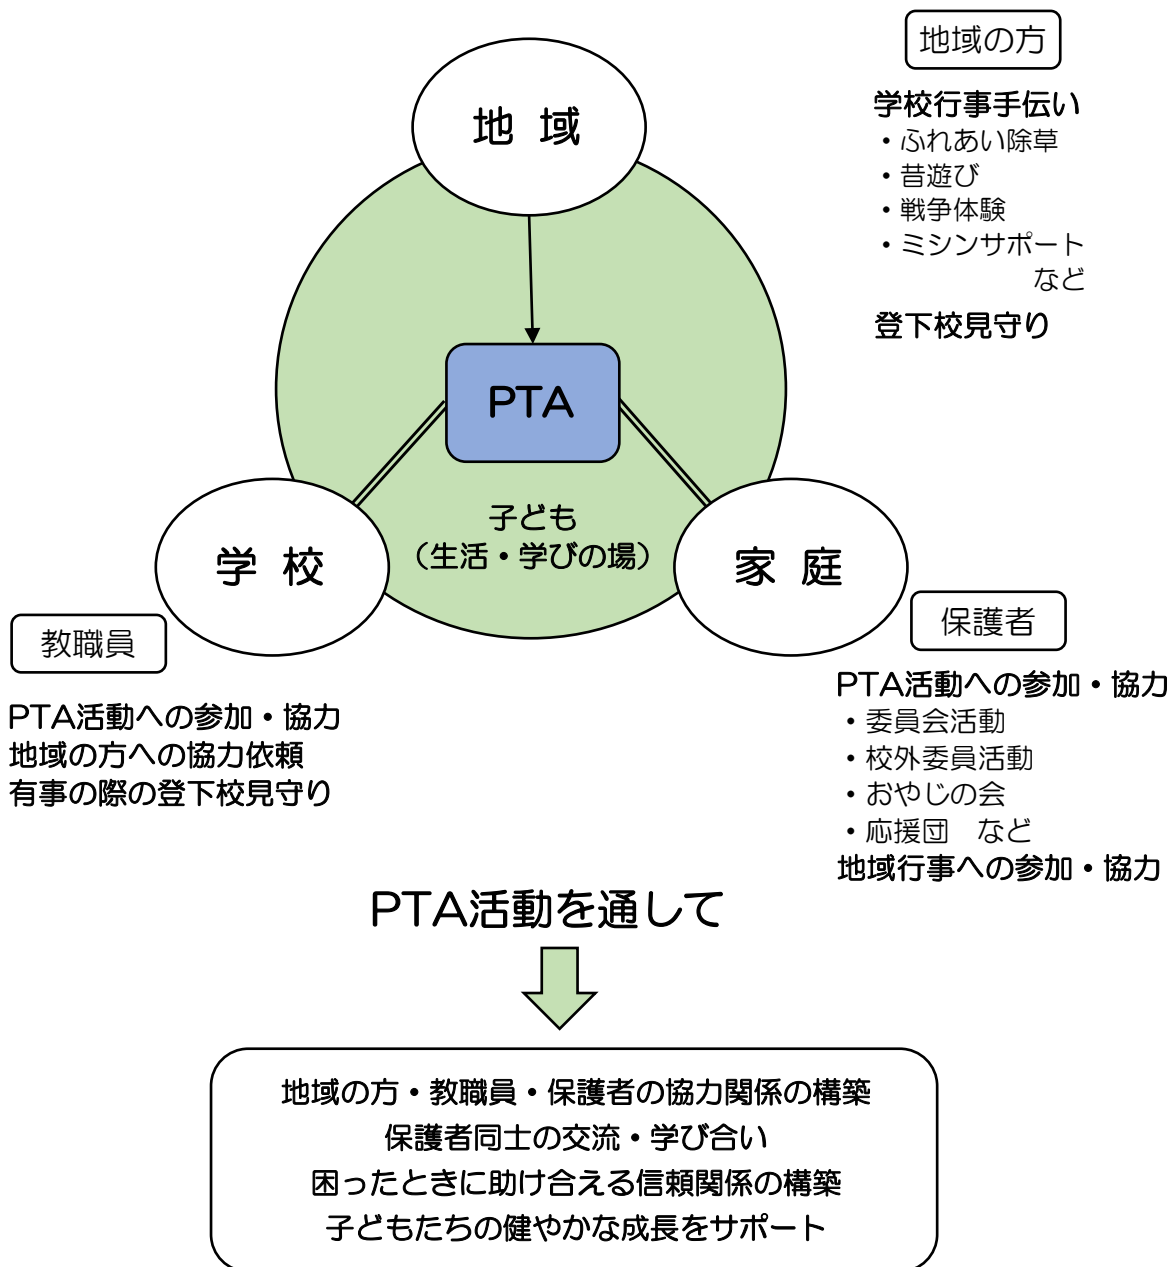 地域の方
地 域
学校行事手伝い
・ふれあい除草
・昔遊び
・戦争体験
・ミシンサポート
など
登下校見守り
PTA
子ども
（生活・学びの場）
学 校
家 庭
教職員
PTA活動への参加・協力
地域の方への協力依頼
有事の際の登下校見守り
保護者
PTA活動への参加・協力
・委員会活動
・校外委員活動
・おやじの会
・応援団　など
地域行事への参加・協力
PTA活動を通して
地域の方・教職員・保護者の協力関係の構築
保護者同士の交流・学び合い
困ったときに助け合える信頼関係の構築
子どもたちの健やかな成長をサポート